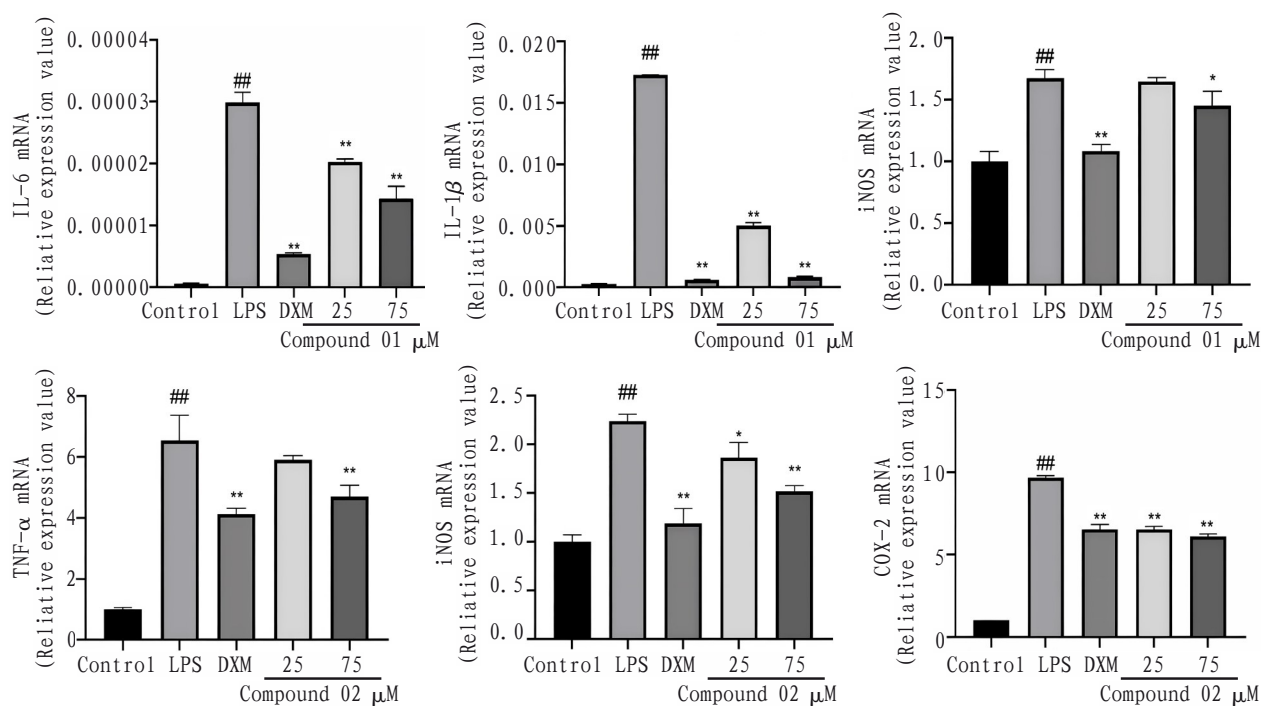 IL-6 mRNA
(Reliative expression value)
0.00004
0.00003
0.00002
0.00001
0.00000
##
**
**
**
Control LPS DXM 25 75
Compound 01 μM
IL-1β mRNA
(Reliative expression value)
0.020
0.015
0.010
0.005
0.000
##
**
**
**
Control LPS DXM 25 75
Compound 01 μM
iNOS mRNA
(Reliative expression value)
2.0
1.5
1.0
0.5
0.0
##
**
*
Control LPS DXM 25 75
Compound 01 μM
TNF-α mRNA
(Reliative expression value)
8
6
4
2
0
##
**
**
Control LPS DXM 25 75
Compound 02 μM
iNOS mRNA
(Reliative expression value)
2.5
2.0
1.5
1.0
0.5
0.0
##
**
*
**
Control LPS DXM 25 75
Compound 02 μM
COX-2 mRNA
(Reliative expression value)
15
10
5
0
##
**
**
**
Control LPS DXM 25 75
Compound 02 μM